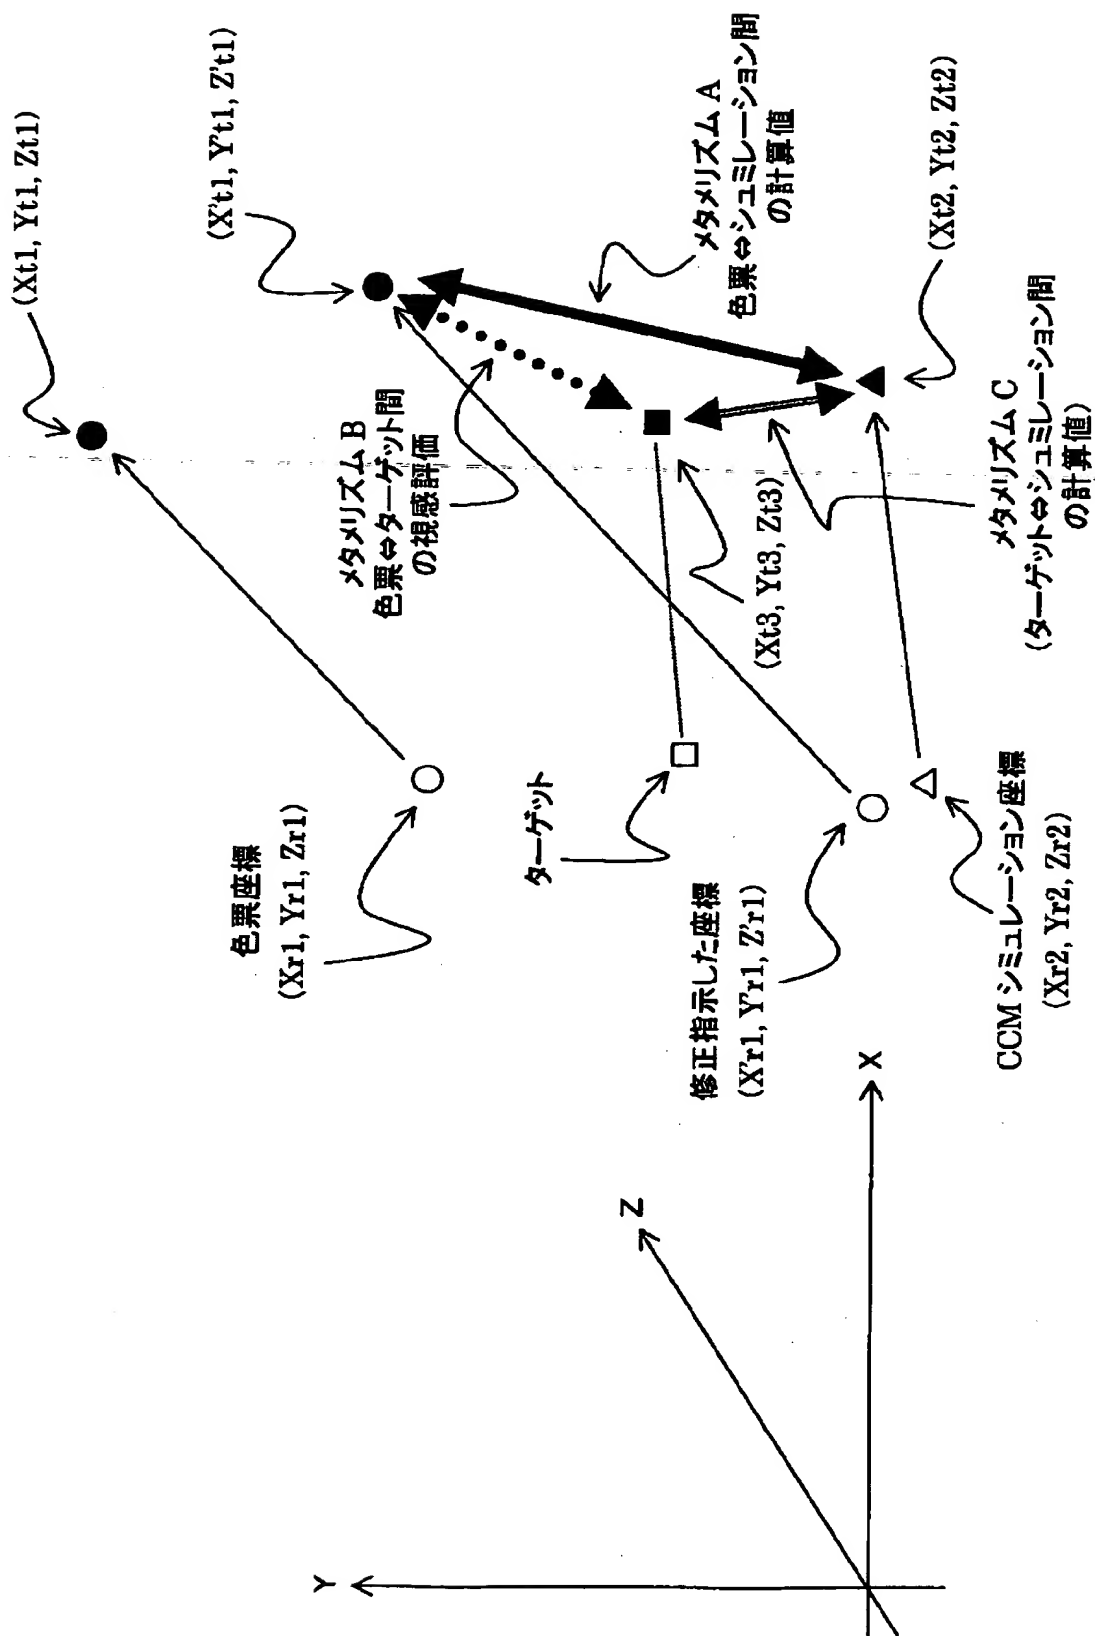 (Xt1, Yt1, Zt1)
(X't1, Y't1, Z't1)
メタメリズム A
色票⇔シュミレーション間
の計算値
(Xt2, Yt2, Zt2)
メタメリズム B
色票⇔ターゲット間
の視感評価
(Xt3, Yt3, Zt3)
メタメリズム C
(ターゲット⇔シュミレーション間
の計算値)
色票座標
(Xr1, Yr1, Zr1)
ターゲット
修正指示した座標
(X'r1, Y'r1, Z'r1)
CCM シミュレーション座標
(Xr2, Yr2, Zr2)
Y
Z
X